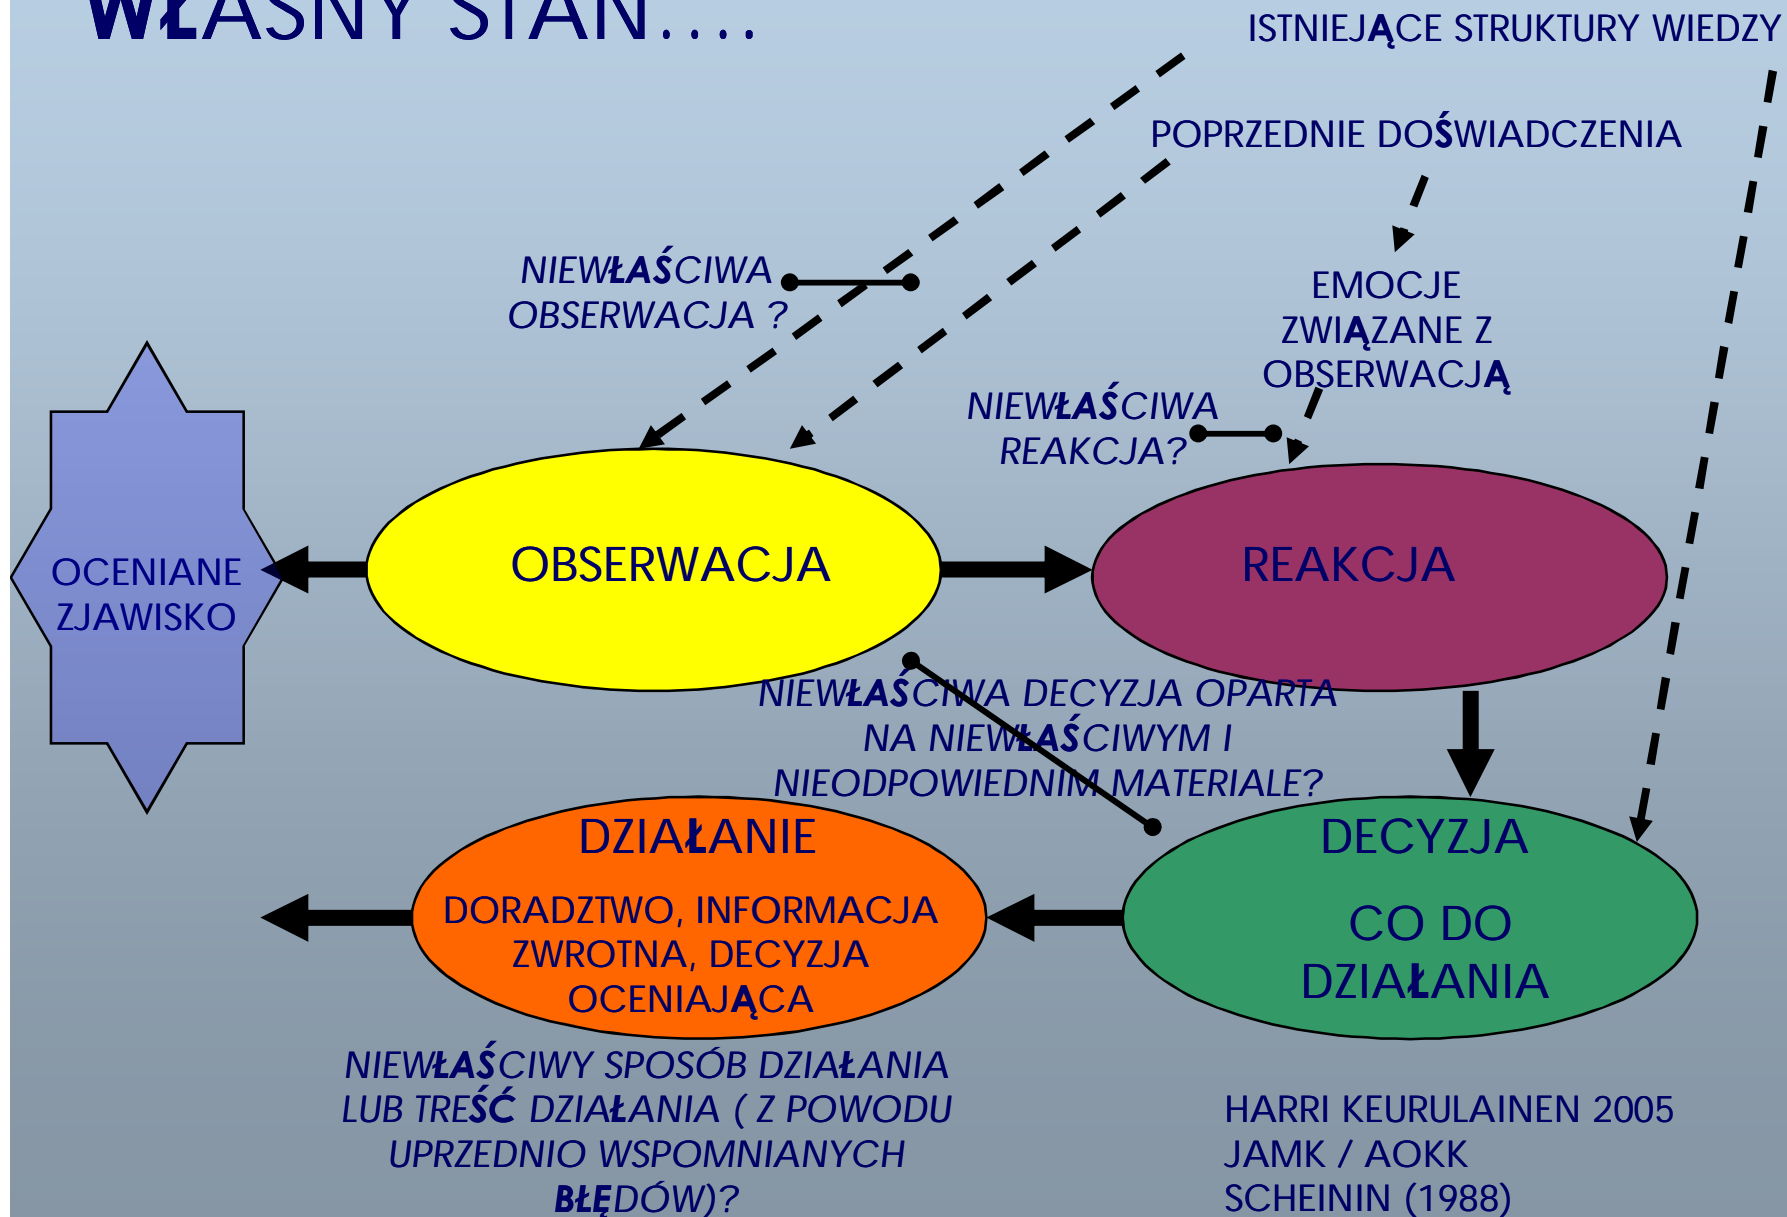 WŁASNY STAN....
ISTNIEJĄCE STRUKTURY WIEDZY
POPRZEDNIE DOŚWIADCZENIA
NIEWŁAŚCIWA
OBSERWACJA ?
EMOCJE
ZWIĄZANE Z
OBSERWACJĄ
NIEWŁAŚCIWA
REAKCJA?
OCENIANE
ZJAWISKO
OBSERWACJA
REAKCJA
NIEWŁAŚCIWA DECYZJA OPARTA
NA NIEWŁAŚCIWYM I
NIEODPOWIEDNIM MATERIALE?
DZIAŁANIE
DORADZTWO, INFORMACJA
ZWROTNA, DECYZJA
OCENIAJĄCA
DECYZJA
CO DO
DZIAŁANIA
NIEWŁAŚCIWY SPOSÓB DZIAŁANIA
LUB TREŚĆ DZIAŁANIA ( Z POWODU
UPRZEDNIO WSPOMNIANYCH
BŁĘDÓW)?
HARRI KEURULAINEN 2005
JAMK / AOKK
SCHEININ (1988)